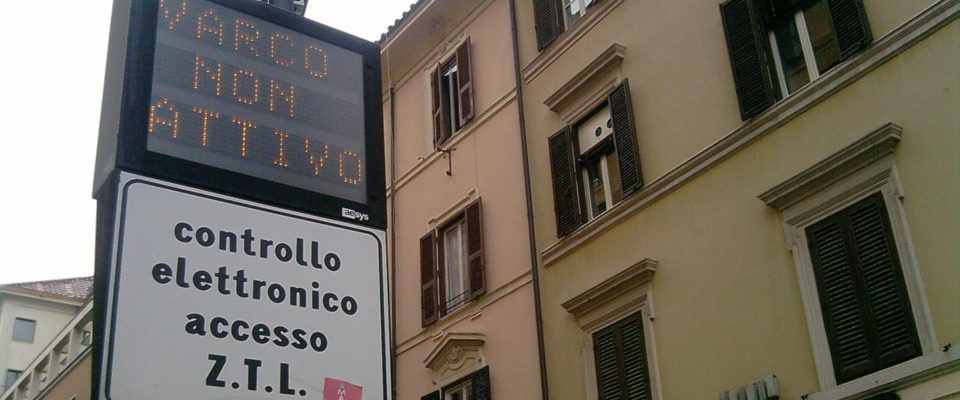 VARCO
NON
ATTIVO
aesys
controllo
elettronico
accesso
Z.T.L.